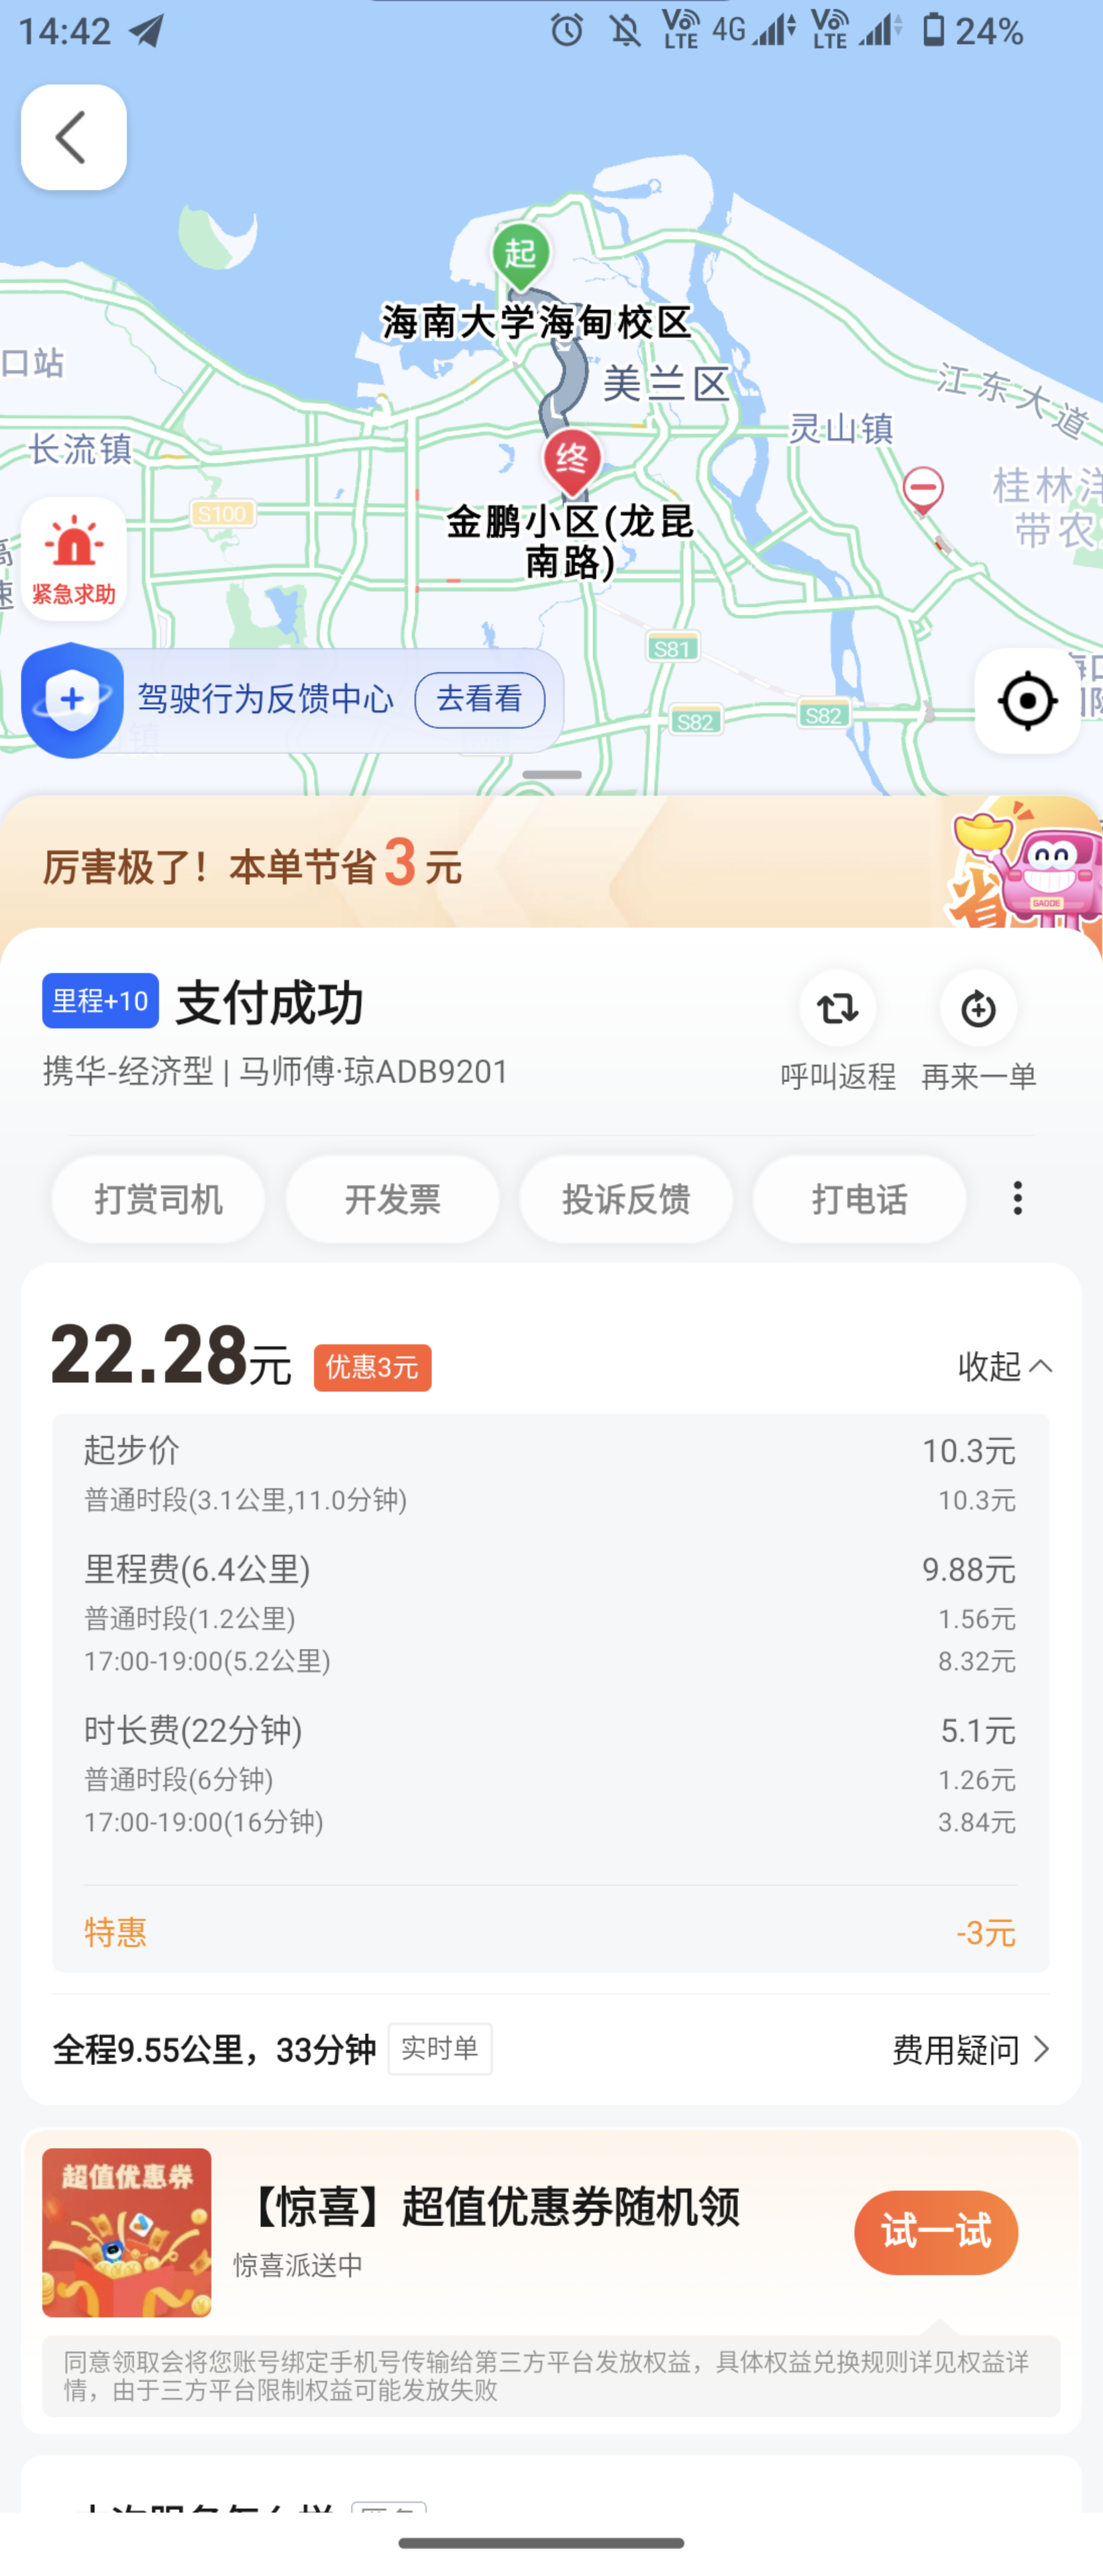 14:42
Vo LTE 4G Vo LTE 24%
起
海南大学海甸校区
美兰区
口站
江东大道
长流镇
灵山镇
终
桂林洋
带农
S100
金鹏小区(龙昆
南路)
高
速
紧急求助
S81
驾驶行为反馈中心 去看看
S82
S82
海口
厉害极了！本单节省3元
省
GAODE
里程+10 支付成功
携华-经济型 | 马师傅·琼ADB9201
呼叫返程 再来一单
打赏司机 开发票 投诉反馈 打电话
22.28元 优惠3元 收起
起步价 10.3元
普通时段(3.1公里,11.0分钟) 10.3元
里程费(6.4公里) 9.88元
普通时段(1.2公里) 1.56元
17:00-19:00(5.2公里) 8.32元
时长费(22分钟) 5.1元
普通时段(6分钟) 1.26元
17:00-19:00(16分钟) 3.84元
特惠 -3元
全程9.55公里，33分钟 实时单 费用疑问
超值优惠券
【惊喜】超值优惠券随机领
惊喜派送中
试一试
同意领取会将您账号绑定手机号传输给第三方平台发放权益，具体权益兑换规则详见权益详
情，由于三方平台限制权益可能发放失败